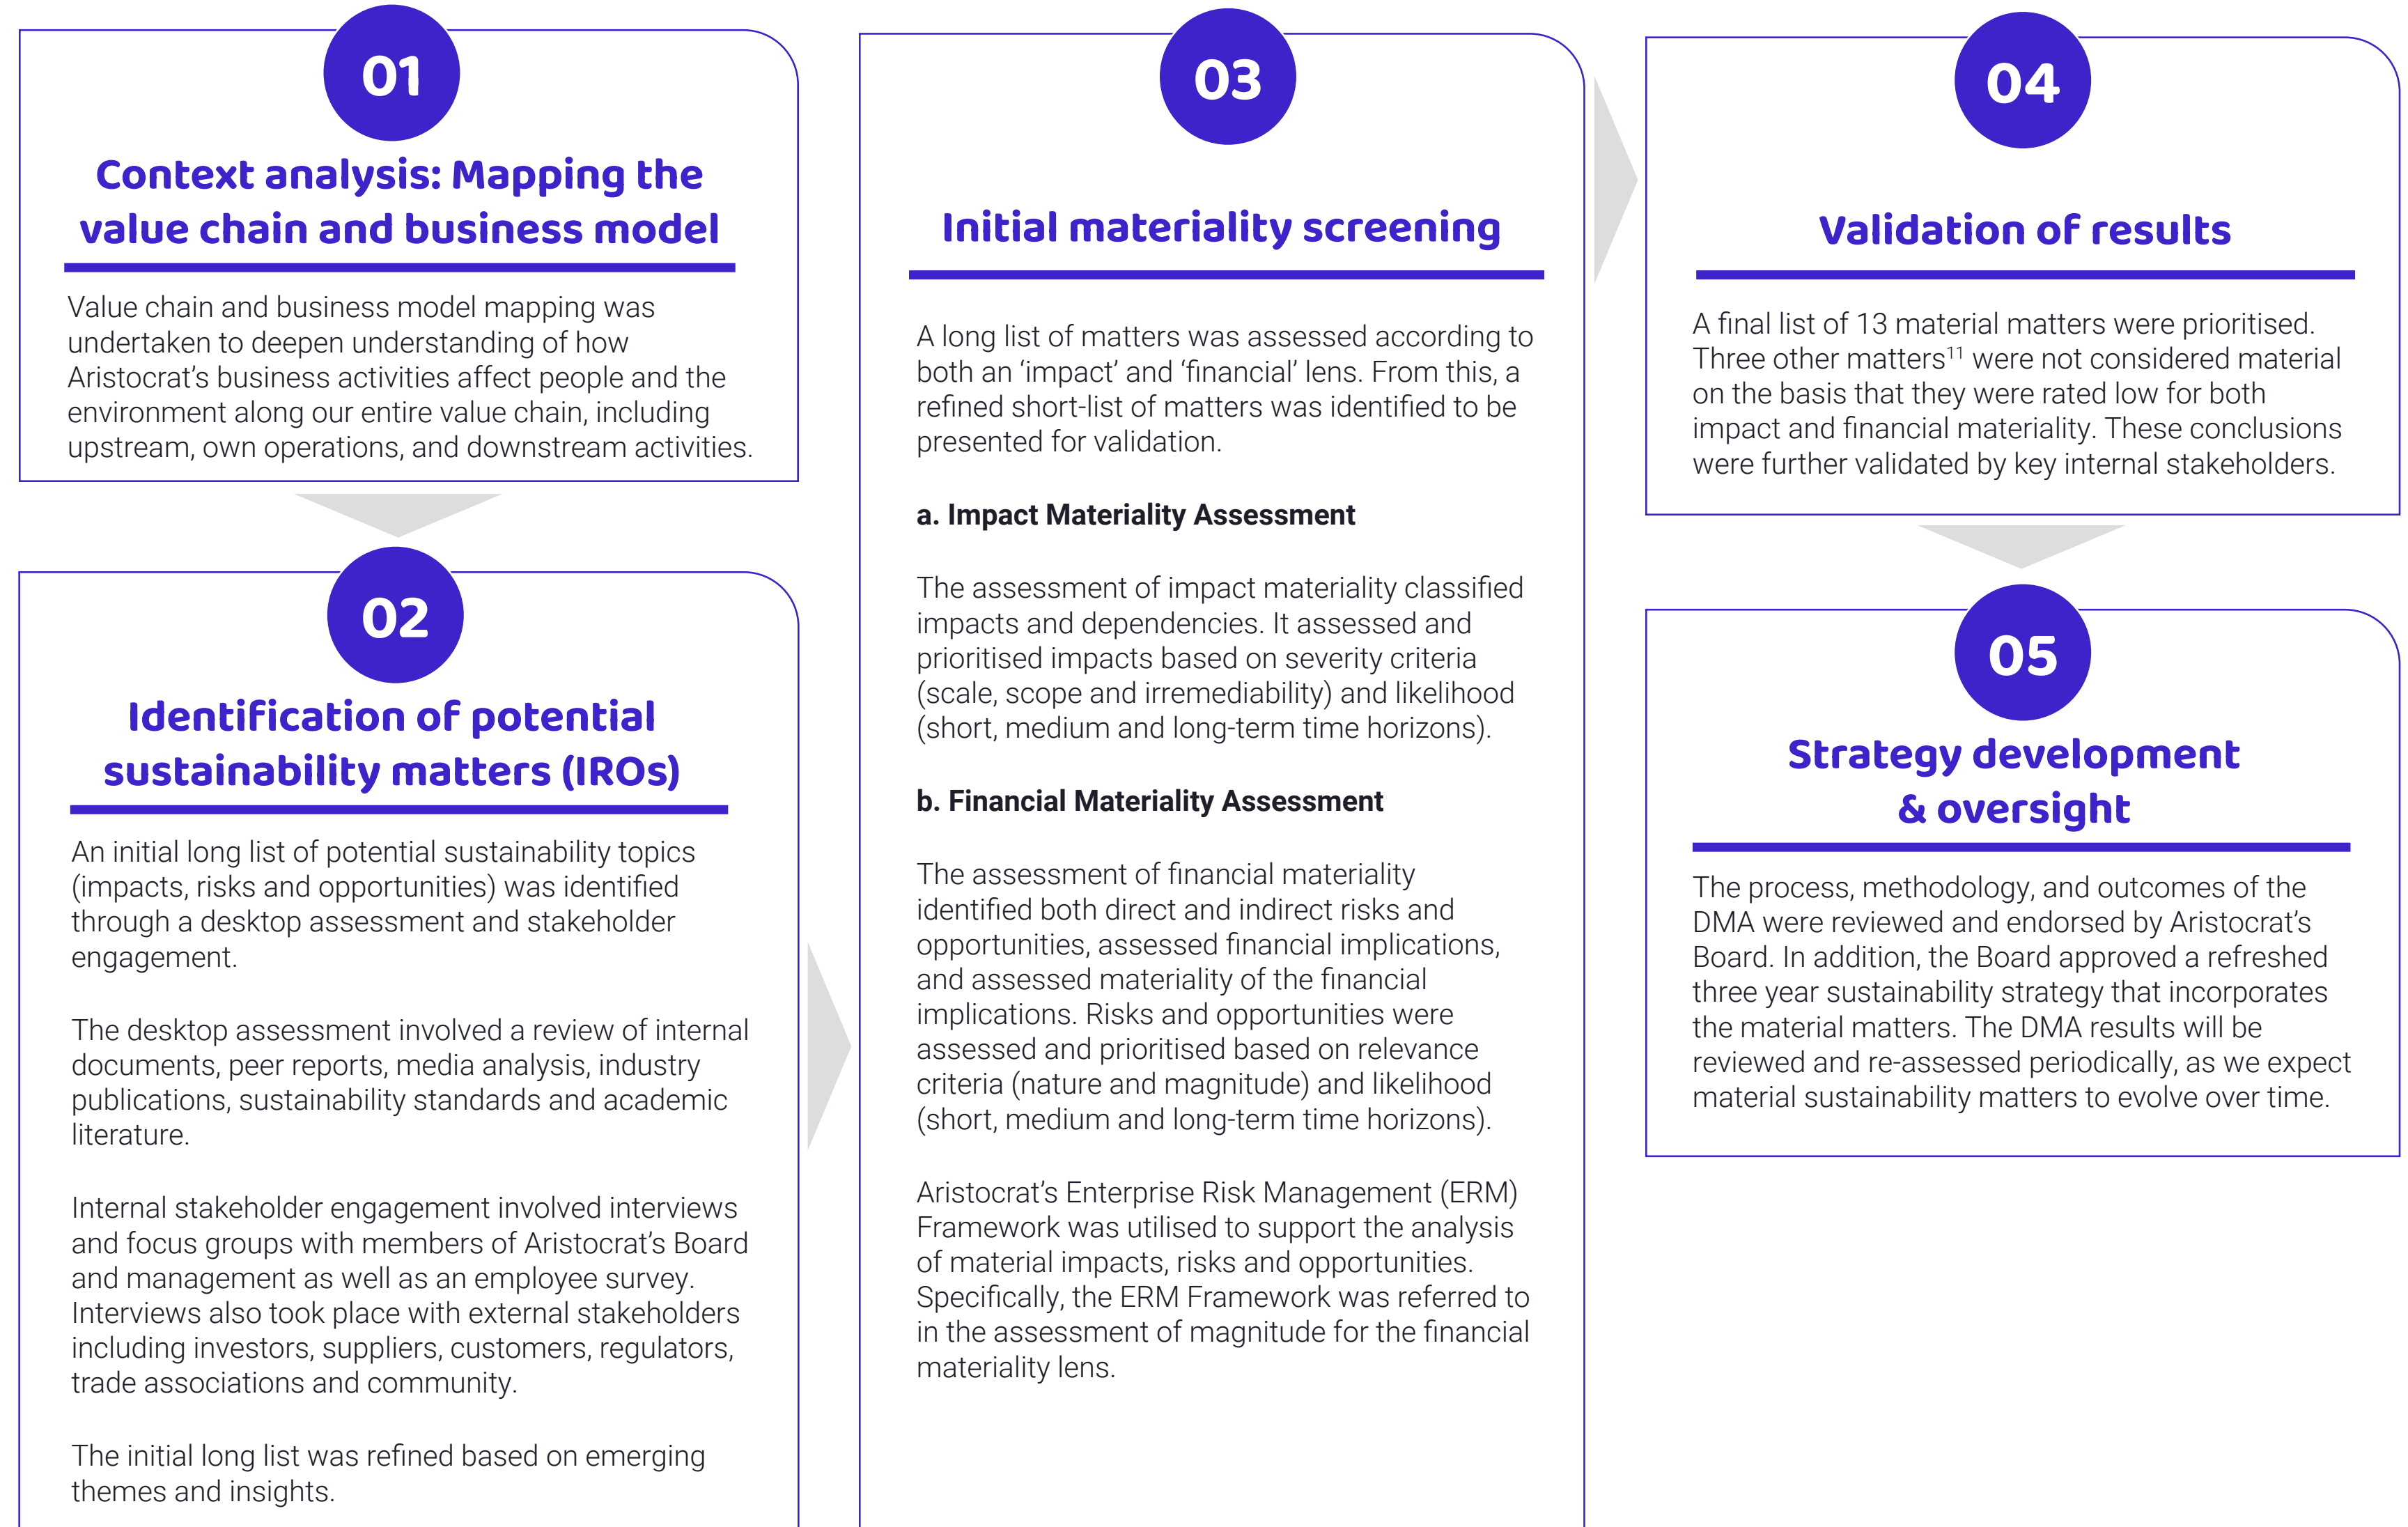 01
Context analysis: Mapping the
value chain and business model
Value chain and business model mapping was
undertaken to deepen understanding of how
Aristocrat’s business activities affect people and the
environment along our entire value chain, including
upstream, own operations, and downstream activities.
02
Identification of potential
sustainability matters (IROs)
An initial long list of potential sustainability topics
(impacts, risks and opportunities) was identified
through a desktop assessment and stakeholder
engagement.
The desktop assessment involved a review of internal
documents, peer reports, media analysis, industry
publications, sustainability standards and academic
literature.
Internal stakeholder engagement involved interviews
and focus groups with members of Aristocrat’s Board
and management as well as an employee survey.
Interviews also took place with external stakeholders
including investors, suppliers, customers, regulators,
trade associations and community.
The initial long list was refined based on emerging
themes and insights.
03
Initial materiality screening
A long list of matters was assessed according to
both an ‘impact’ and ‘financial’ lens. From this, a
refined short-list of matters was identified to be
presented for validation.
a. Impact Materiality Assessment
The assessment of impact materiality classified
impacts and dependencies. It assessed and
prioritised impacts based on severity criteria
(scale, scope and irremediability) and likelihood
(short, medium and long-term time horizons).
b. Financial Materiality Assessment
The assessment of financial materiality
identified both direct and indirect risks and
opportunities, assessed financial implications,
and assessed materiality of the financial
implications. Risks and opportunities were
assessed and prioritised based on relevance
criteria (nature and magnitude) and likelihood
(short, medium and long-term time horizons).
Aristocrat’s Enterprise Risk Management (ERM)
Framework was utilised to support the analysis
of material impacts, risks and opportunities.
Specifically, the ERM Framework was referred to
in the assessment of magnitude for the financial
materiality lens.
04
Validation of results
A final list of 13 material matters were prioritised.
Three other matters¹¹ were not considered material
on the basis that they were rated low for both
impact and financial materiality. These conclusions
were further validated by key internal stakeholders.
05
Strategy development
& oversight
The process, methodology, and outcomes of the
DMA were reviewed and endorsed by Aristocrat’s
Board. In addition, the Board approved a refreshed
three year sustainability strategy that incorporates
the material matters. The DMA results will be
reviewed and re-assessed periodically, as we expect
material sustainability matters to evolve over time.